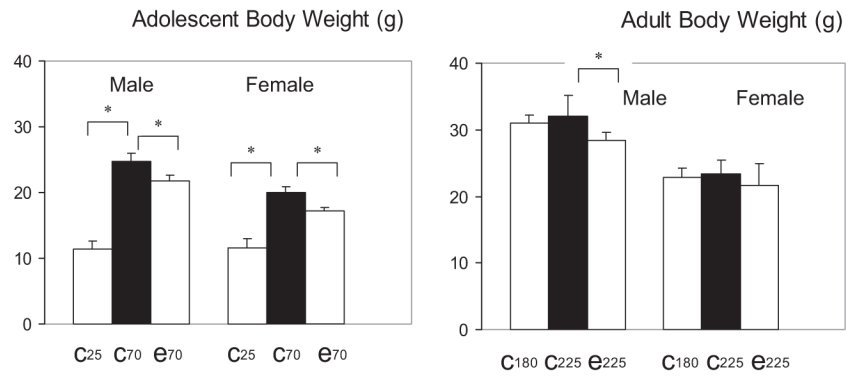 Adolescent Body Weight (g)
40
30
20
10
0
Male
Female
*
*
*
*
c25 c70 e70
c25 c70 e70
Adult Body Weight (g)
40
30
20
10
0
*
Male
Female
c180 c225 e225
c180 c225 e225